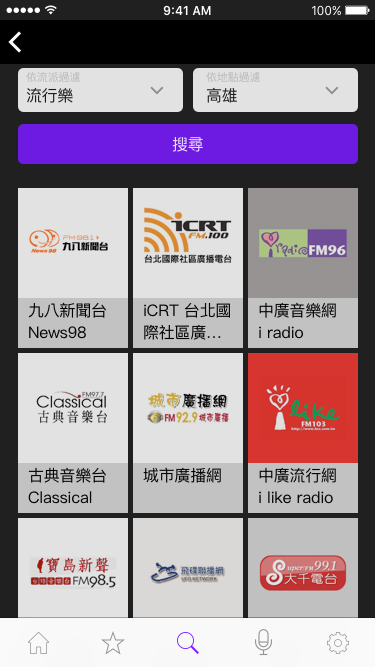 9:41 AM
100%
依流派過濾
流行樂
依地點過濾
高雄
搜尋
FM98.1
News98 九八新聞台
iCRT
FM.100
台北國際社區廣播電台
i radio FM96
九八新聞台
News98
iCRT 台北國
際社區廣…
中廣音樂網
i radio
FM97.7
Classical
古典音樂台
城市廣播網
FM92.9 城市廣播
i like
FM103
古典音樂台
Classical
城市廣播網
中廣流行網
i like radio
寶島新聲
FM98.5
飛碟聯播網
UFO NETWORK
Super FM 99.1
大千電台